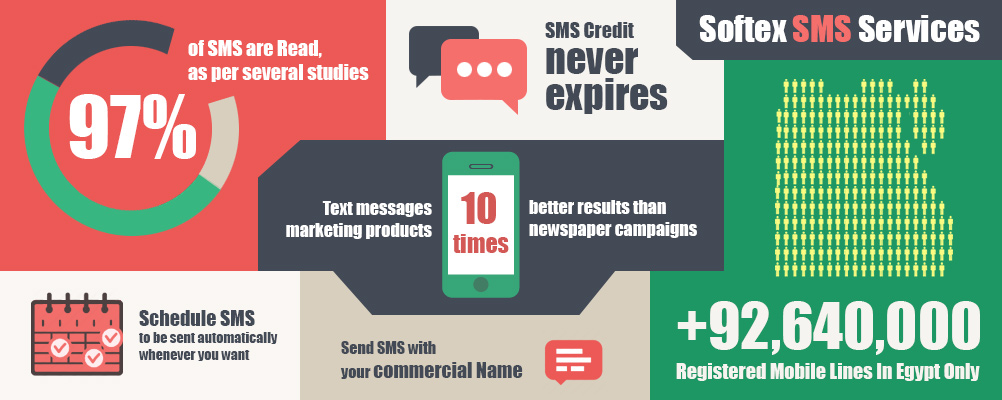 97%
of SMS are Read,
as per several studies
SMS Credit
never
expires
Softex SMS Services
Text messages
marketing products
10
times
better results than
newspaper campaigns
Schedule SMS
to be sent automatically
whenever you want
Send SMS with
your commercial Name
+92,640,000
Registered Mobile Lines In Egypt Only